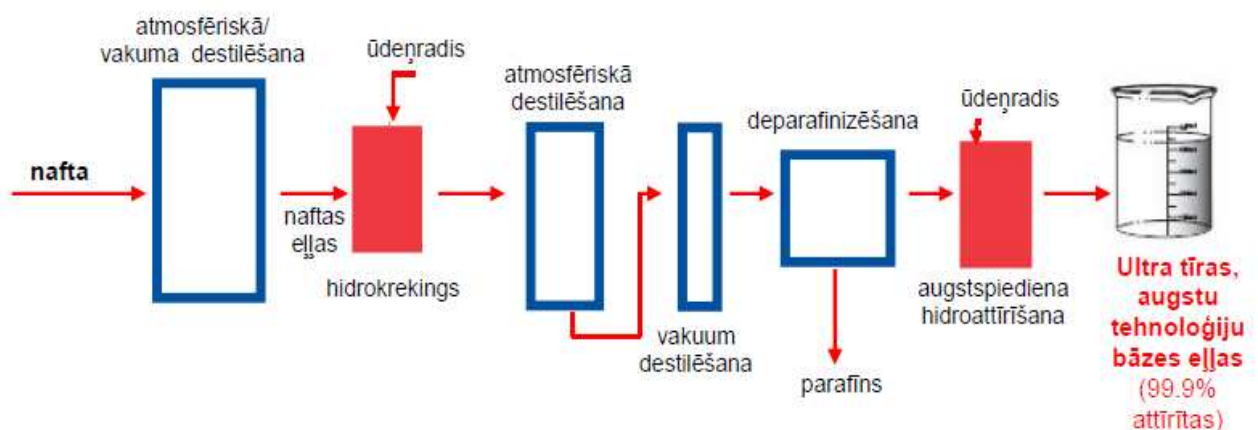 nafta
atmosfēriskā/
vakuma destilēšana
naftas
eļļas
ūdeņradis
hidrokrekings
atmosfēriskā
destilēšana
vakuum
destilēšana
deparafinizēšana
parafīns
ūdeņradis
augstspiediena
hidroattīrīšana
Ultra tīras,
augstu
tehnoloģiju
bāzes eļļas
(99.9%
attīrītas)